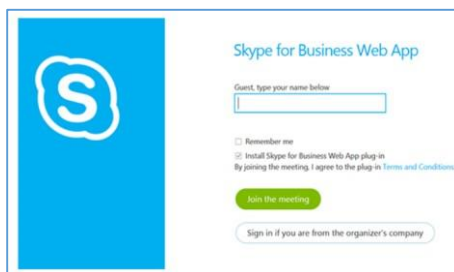 S
Skype for Business Web App
Guest, type your name below
Remember me
Install Skype for Business Web App plug-in
By joining the meeting, I agree to the plug-in Terms and Conditions
Join the meeting
Sign in if you are from the organizer's company